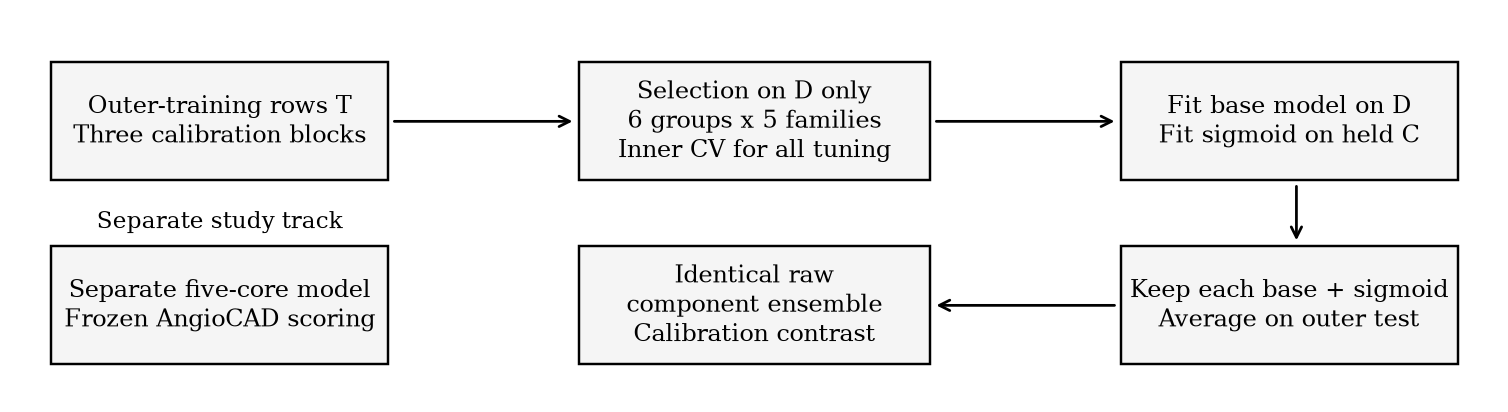 Outer-training rows T
Three calibration blocks
Selection on D only
6 groups x 5 families
Inner CV for all tuning
Fit base model on D
Fit sigmoid on held C
Separate study track
Separate five-core model
Frozen AngioCAD scoring
Identical raw
component ensemble
Calibration contrast
Keep each base + sigmoid
Average on outer test